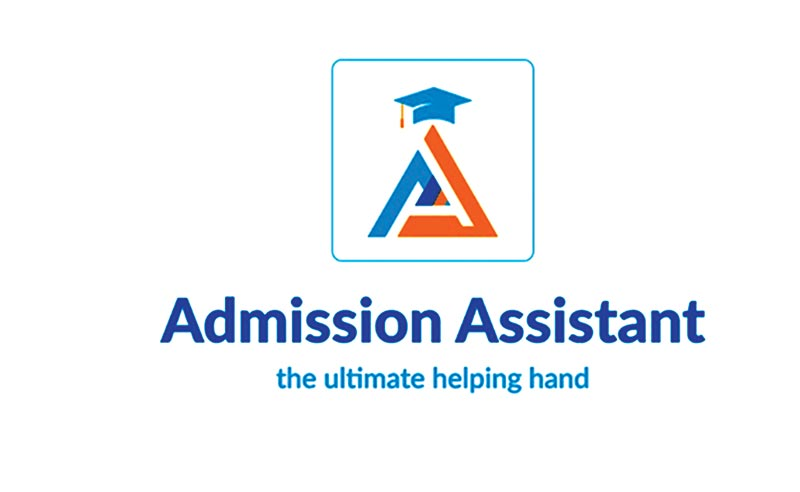 Admission Assistant
the ultimate helping hand